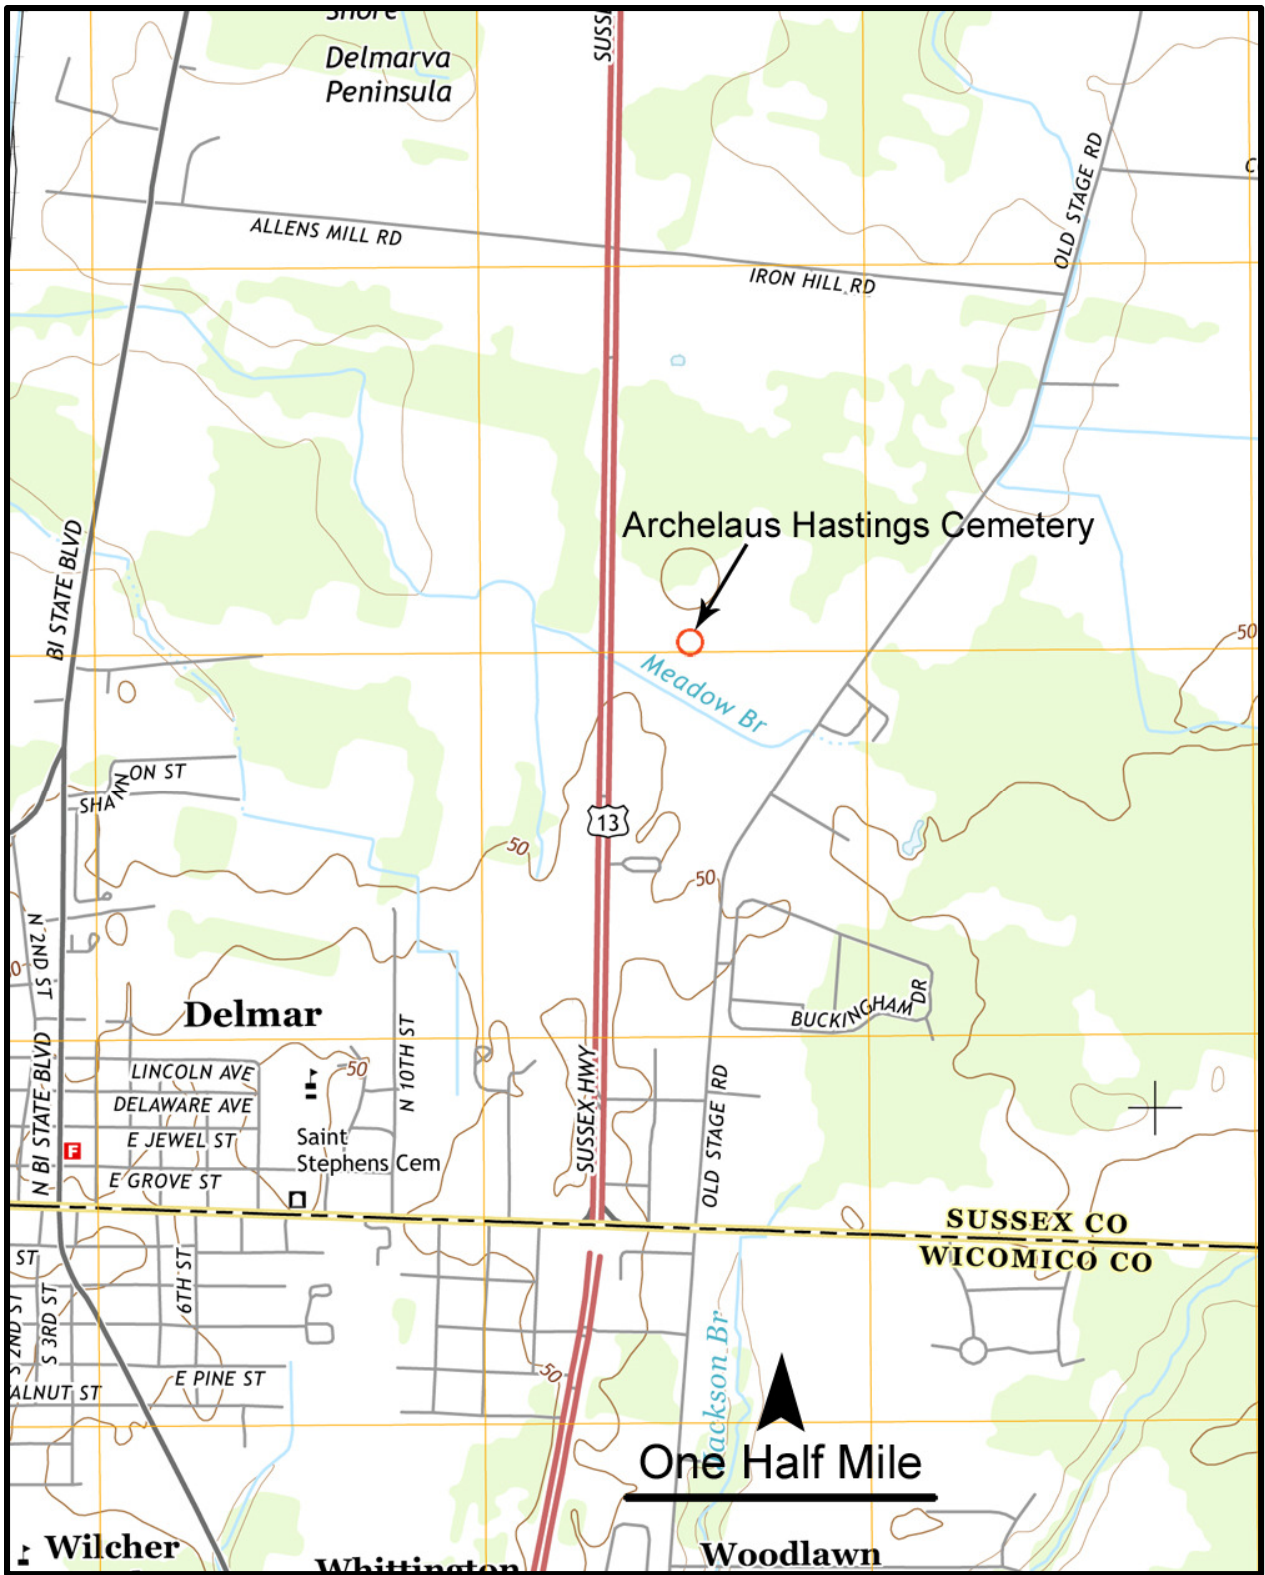 Shore
Delmarva
Peninsula
SUSSE
OLD STAGE RD
C
ALLENS MILL RD
IRON HILL RD
BI STATE BLVD
Archelaus Hastings Cemetery
50
Meadow Br
SHANNON ST
13
50
50
N 2ND ST
0
Delmar
BUCKINGHAM DR
N BI STATE BLVD
LINCOLN AVE
50
N 10TH ST
SUSSEX HWY
OLD STAGE RD
DELAWARE AVE
E JEWEL ST
F
Saint
Stephens Cem
E GROVE ST
SUSSEX CO
WICOMICO CO
ST
6TH ST
S 2ND ST
S 3RD ST
E PINE ST
ALNUT ST
50
Jackson Br
One Half Mile
Wilcher
Whittington
Woodlawn